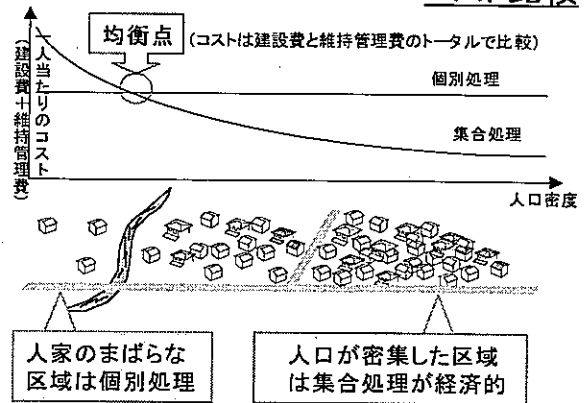 比較
均衡点
(コストは建設費と維持管理費のトータルで比較)
一人当たりのコスト
(建設費+維持管理費)
個別処理
集合処理
人口密度
人家のまばらな
区域は個別処理
人口が密集した区域
は集合処理が経済的